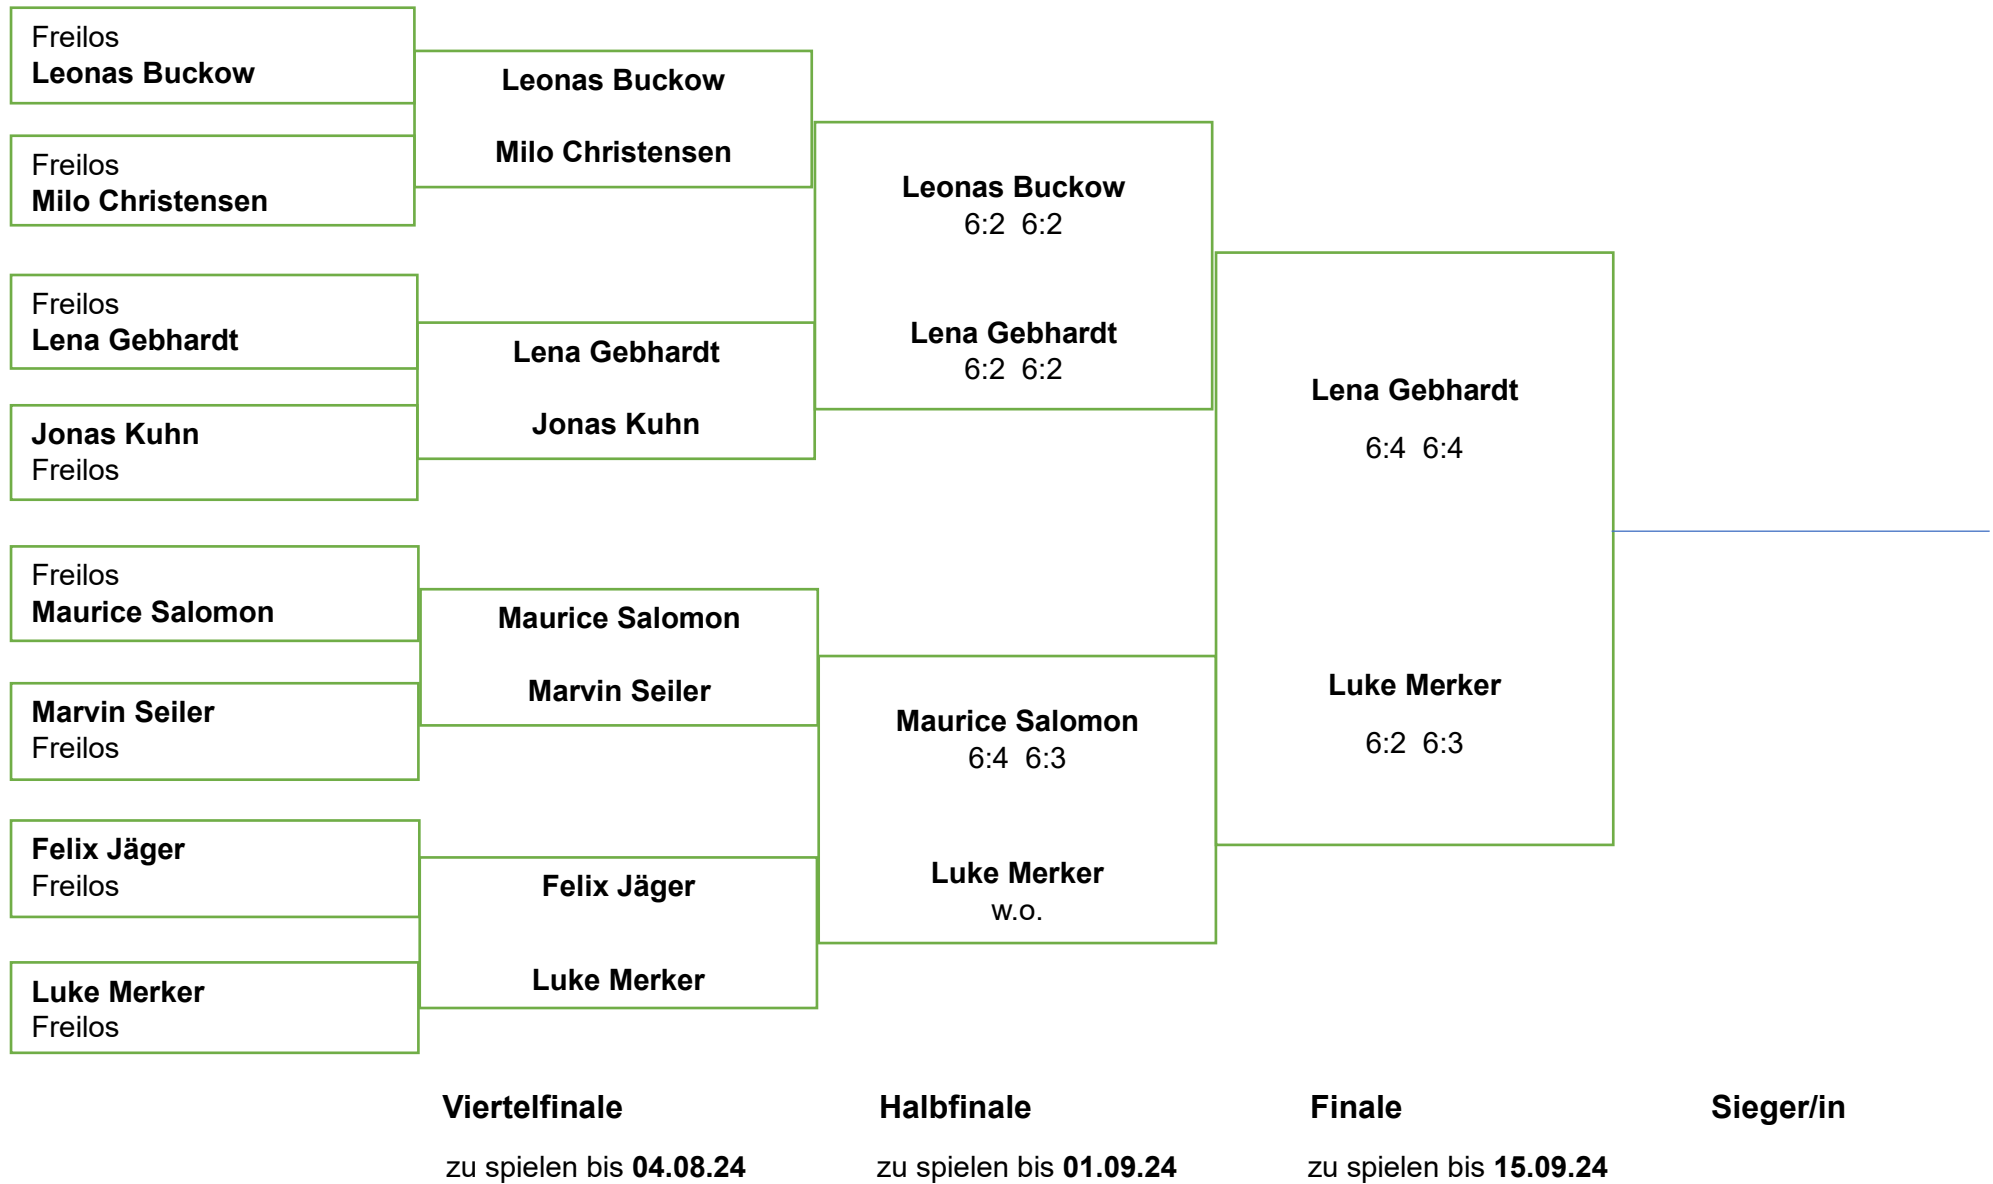 Freilos
Leonas Buckow
Freilos
Milo Christensen
Freilos
Lena Gebhardt
Jonas Kuhn
Freilos
Freilos
Maurice Salomon
Marvin Seiler
Freilos
Felix Jäger
Freilos
Luke Merker
Freilos
Leonas Buckow
Milo Christensen
Lena Gebhardt
Jonas Kuhn
Maurice Salomon
Marvin Seiler
Felix Jäger
Luke Merker
Leonas Buckow
6:2 6:2
Lena Gebhardt
6:2 6:2
Maurice Salomon
6:4 6:3
Luke Merker
w.o.
Lena Gebhardt
6:4 6:4
Luke Merker
6:2 6:3
Viertelfinale
zu spielen bis 04.08.24
Halbfinale
zu spielen bis 01.09.24
Finale
zu spielen bis 15.09.24
Sieger/in